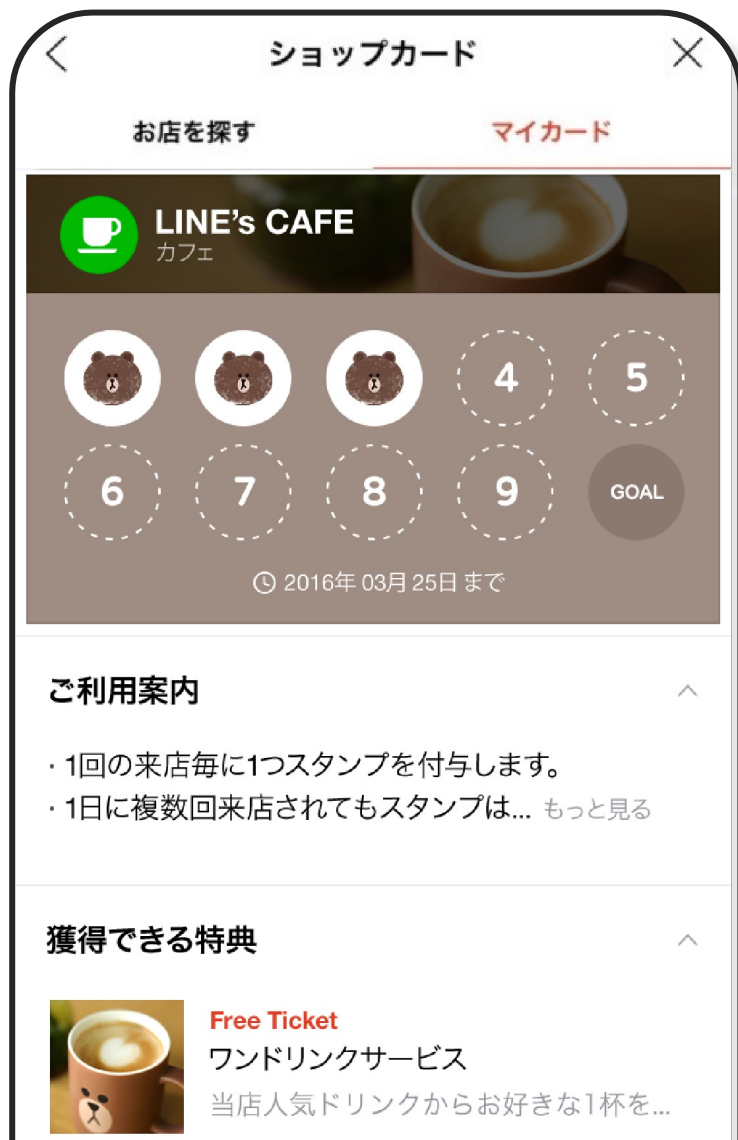 ショップカード
お店を探す マイカード
LINE's CAFE
カフェ
4 5
6 7 8 9 GOAL
2016年 03月 25日 まで
ご利用案内
· 1回の来店毎に1つスタンプを付与します。
· 1日に複数回来店されてもスタンプは... もっと見る
獲得できる特典
Free Ticket
ワンドリンクサービス
当店人気ドリンクからお好きな1杯を...